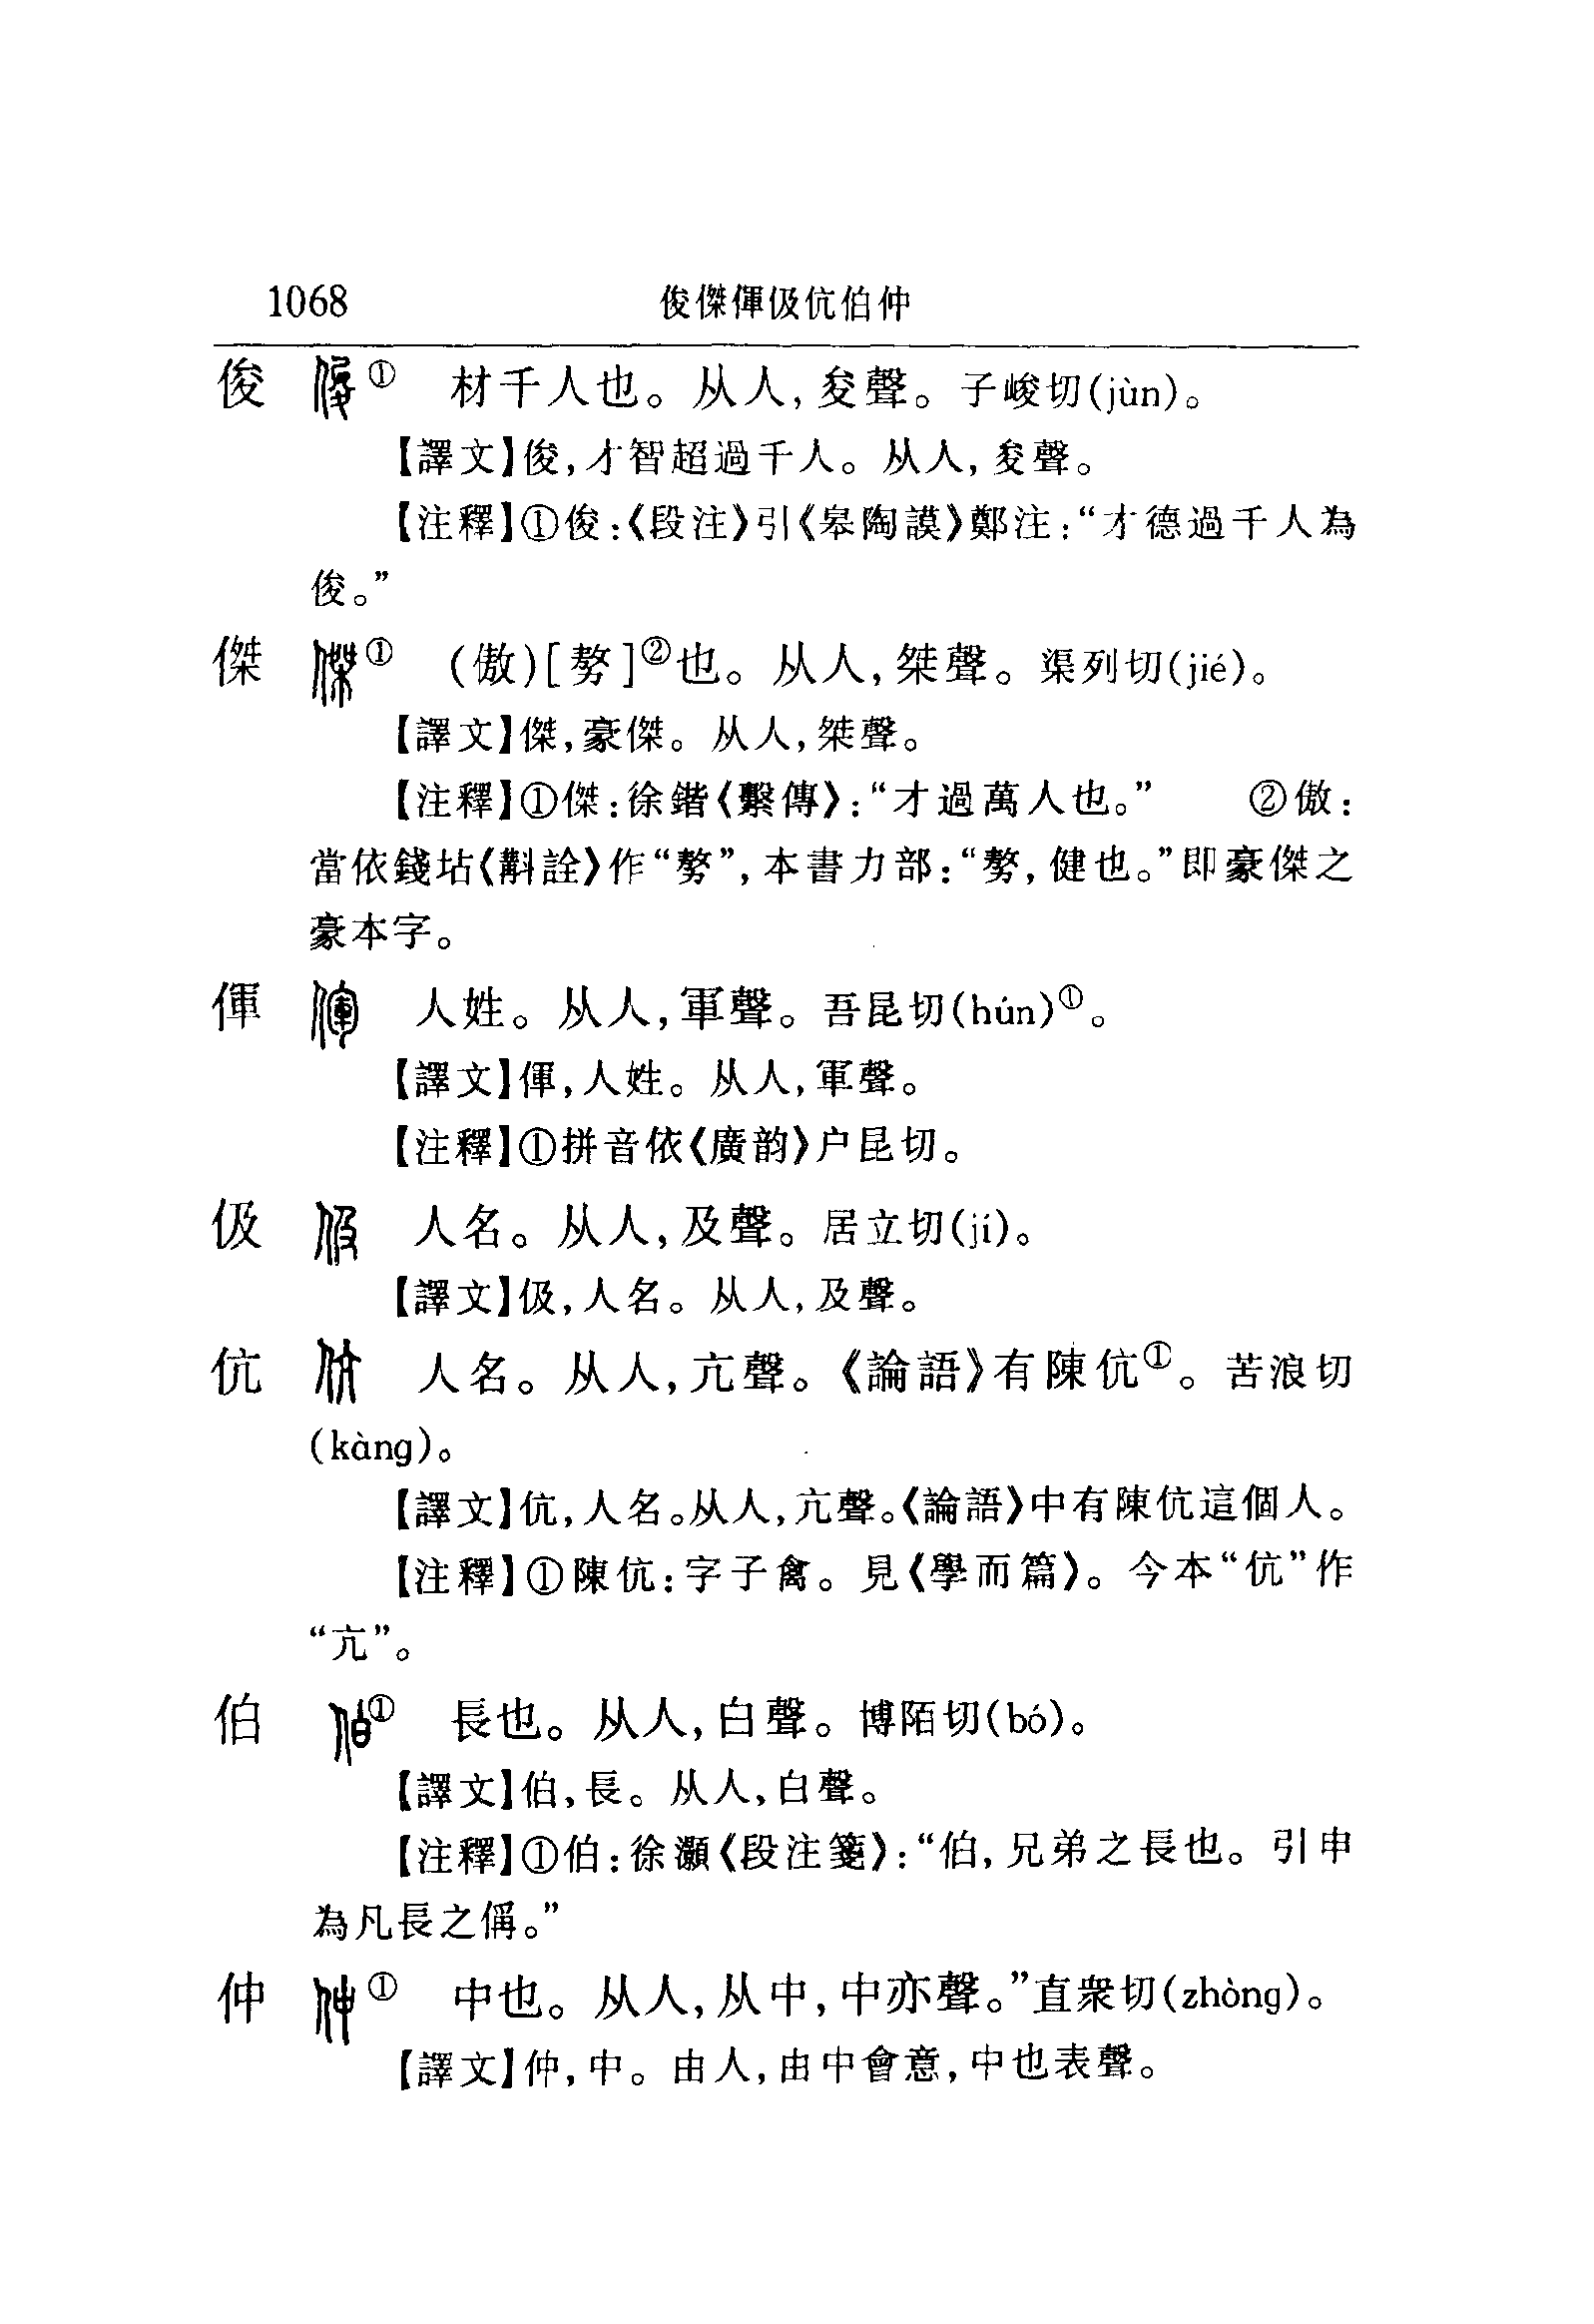 1068 俊傑僤伋伉伯仲
俊 ① 材千人也。从人,夋聲。子峻切(jùn)。
【譯文】俊,才智超過千人。从人,夋聲。
【注釋】①俊:《段注》引《皋陶謨》鄭注:“才德過千人為
俊。”
傑 ① (傲)[勢]②也。从人,桀聲。渠列切(jié)。
【譯文】傑,豪傑。从人,桀聲。
【注釋】①傑:徐鍇《繫傳》:“才過萬人也。” ②傲:
當依錢坫《斠詮》作“勢”,本書力部:“勢,健也。”即豪傑之
豪本字。
㑮 人姓。从人,軍聲。吾昆切(hún)①。
【譯文】㑮,人姓。从人,軍聲。
【注釋】①拼音依《廣韵》户昆切。
伋 人名。从人,及聲。居立切(jí)。
【譯文】伋,人名。从人,及聲。
伉 人名。从人,亢聲。《論語》有陳伉①。苦浪切
(kàng)。
【譯文】伉,人名。从人,亢聲。《論語》中有陳伉這個人。
【注釋】①陳伉:字子禽。見《學而篇》。今本“伉”作
“亢”。
伯 ① 長也。从人,白聲。博陌切(bó)。
【譯文】伯,長。从人,白聲。
【注釋】①伯:徐灝《段注箋》:“伯,兄弟之長也。引申
為凡長之偁。”
仲 ① 中也。从人,从中,中亦聲。”直衆切(zhòng)。
【譯文】仲,中。由人,由中會意,中也表聲。